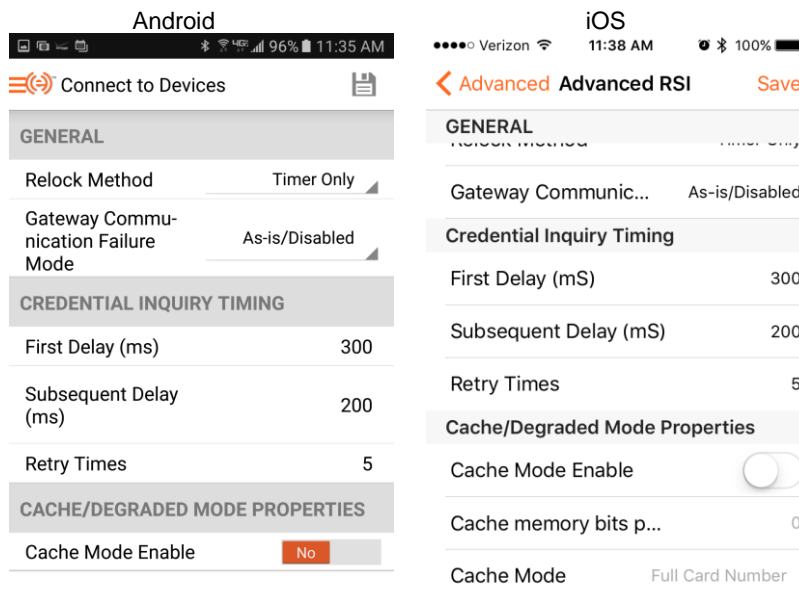 Android
96% 11:35 AM
Connect to Devices
GENERAL
Relock Method Timer Only
Gateway Commu-
nication Failure
Mode
As-is/Disabled
CREDENTIAL INQUIRY TIMING
First Delay (ms) 300
Subsequent Delay
(ms)
200
Retry Times 5
CACHE/DEGRADED MODE PROPERTIES
Cache Mode Enable No
iOS
Verizon 11:38 AM 100%
Advanced Advanced RSI Save
GENERAL
Gateway Communic... As-is/Disabled
Credential Inquiry Timing
First Delay (mS) 300
Subsequent Delay (mS) 200
Retry Times 5
Cache/Degraded Mode Properties
Cache Mode Enable
Cache memory bits p... 0
Cache Mode Full Card Number